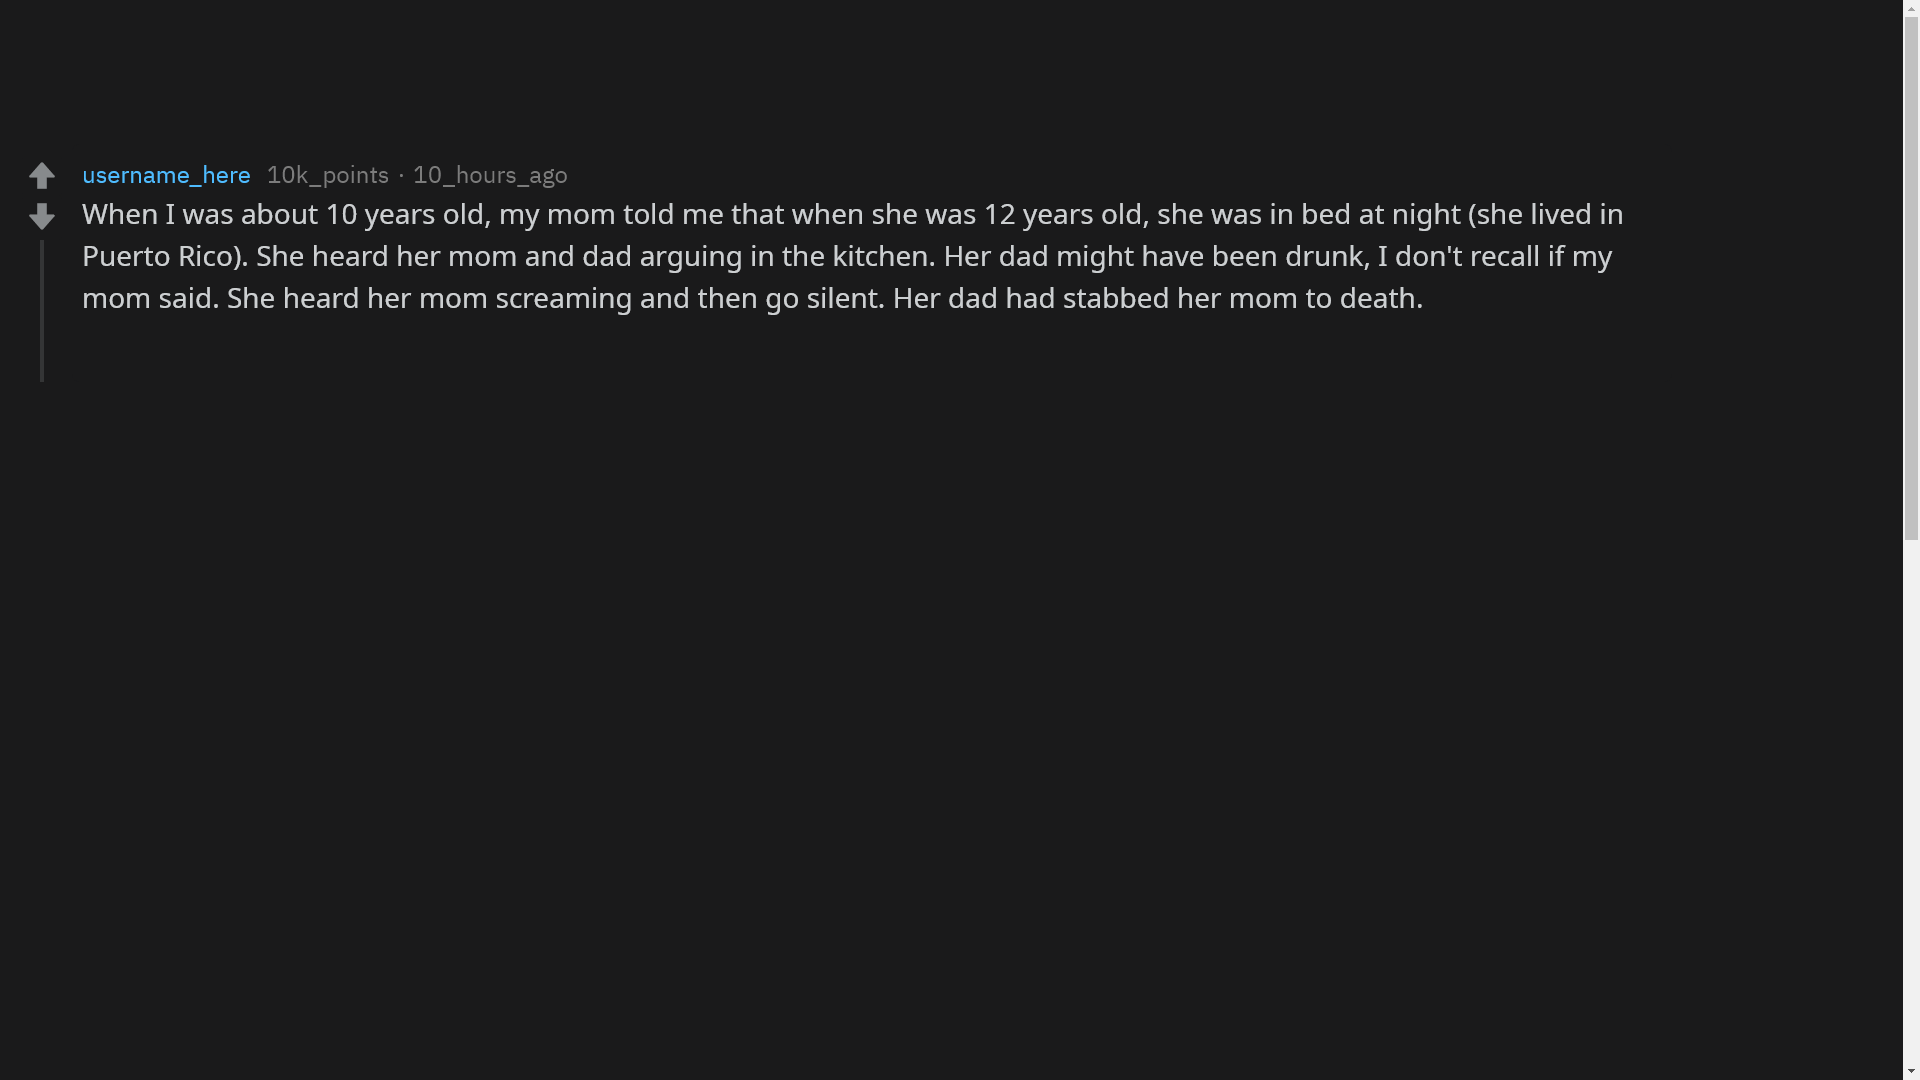 username_here 10k_points · 10_hours_ago
When I was about 10 years old, my mom told me that when she was 12 years old, she was in bed at night (she lived in
Puerto Rico). She heard her mom and dad arguing in the kitchen. Her dad might have been drunk, I don't recall if my
mom said. She heard her mom screaming and then go silent. Her dad had stabbed her mom to death.